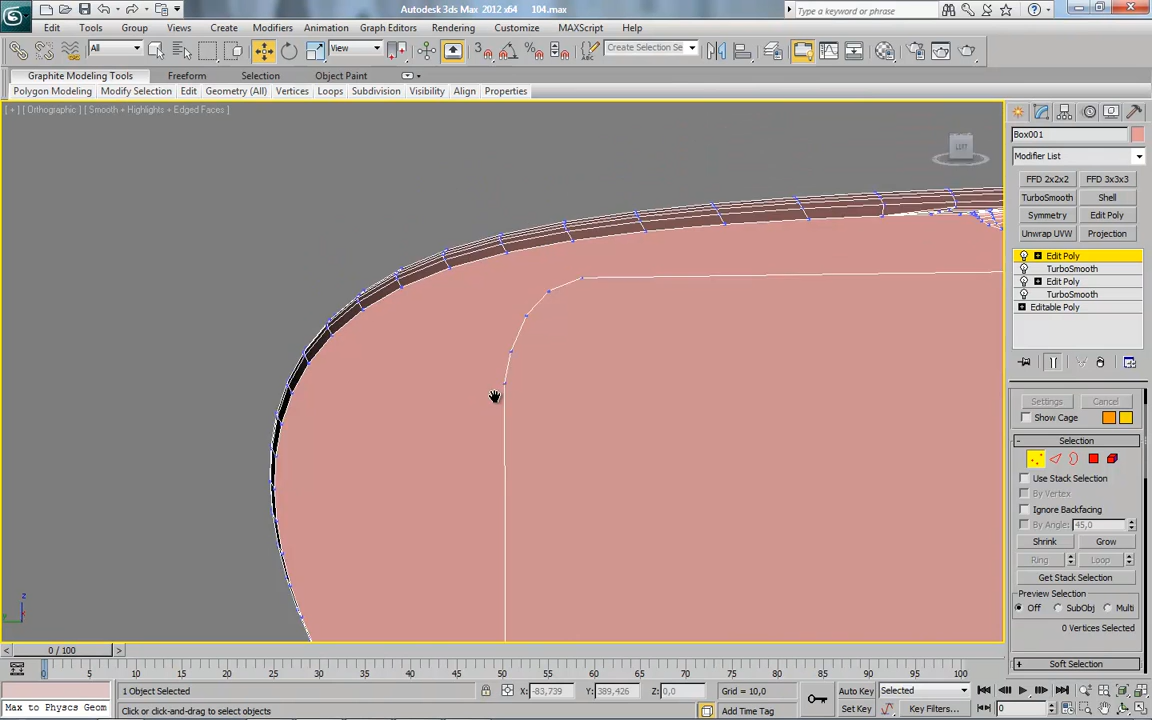 Autodesk 3ds Max 2012 x64 104.max
Type a keyword or phrase
Edit Tools Group Views Create Modifiers Animation Graph Editors Rendering Customize MAXScript Help
All View Create Selection Se
Graphite Modeling Tools Freeform Selection Object Paint
Polygon Modeling Modify Selection Edit Geometry (All) Vertices Loops Subdivision Visibility Align Properties
[ + ] [ Orthographic ] [ Smooth + Highlights + Edged Faces ]
LEFT
Box001
Modifier List
FFD 2x2x2 FFD 3x3x3
TurboSmooth Shell
Symmetry Edit Poly
Unwrap UVW Projection
Edit Poly
TurboSmooth
Edit Poly
TurboSmooth
Editable Poly
Settings Cancel
Show Cage
- Selection
Use Stack Selection
By Vertex
Ignore Backfacing
By Angle: 45,0
Shrink Grow
Ring Loop
Get Stack Selection
Preview Selection
Off SubObj Multi
0 Vertices Selected
+ Soft Selection
z
y
< 0 / 100 >
0 5 10 15 20 25 30 35 40 45 50 55 60 65 70 75 80 85 90 95 100
1 Object Selected X: -83,739 Y: 389,426 Z: 0,0 Grid = 10,0 Auto Key Selected
Max to Physcs Geom Click or click-and-drag to select objects Add Time Tag Set Key Key Filters... 0